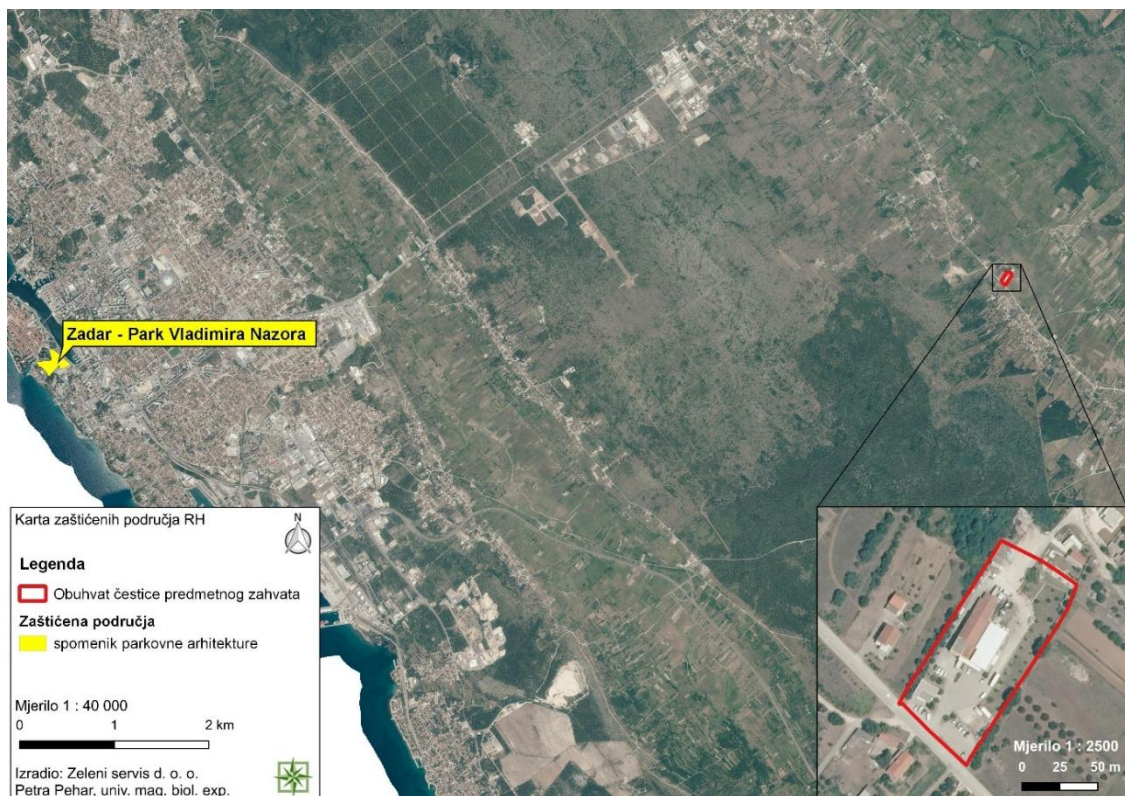 Zadar - Park Vladimira Nazora
Karta zaštićenih područja RH
N
Legenda
Obuhvat čestice predmetnog zahvata
Zaštićena područja
spomenik parkovne arhitekture
Mjerilo 1 : 40 000
0 1 2 km
Izradio: Zeleni servis d. o. o.
Petra Pehar, univ. mag. biol. exp.
Mjerilo 1 : 2500
0 25 50 m